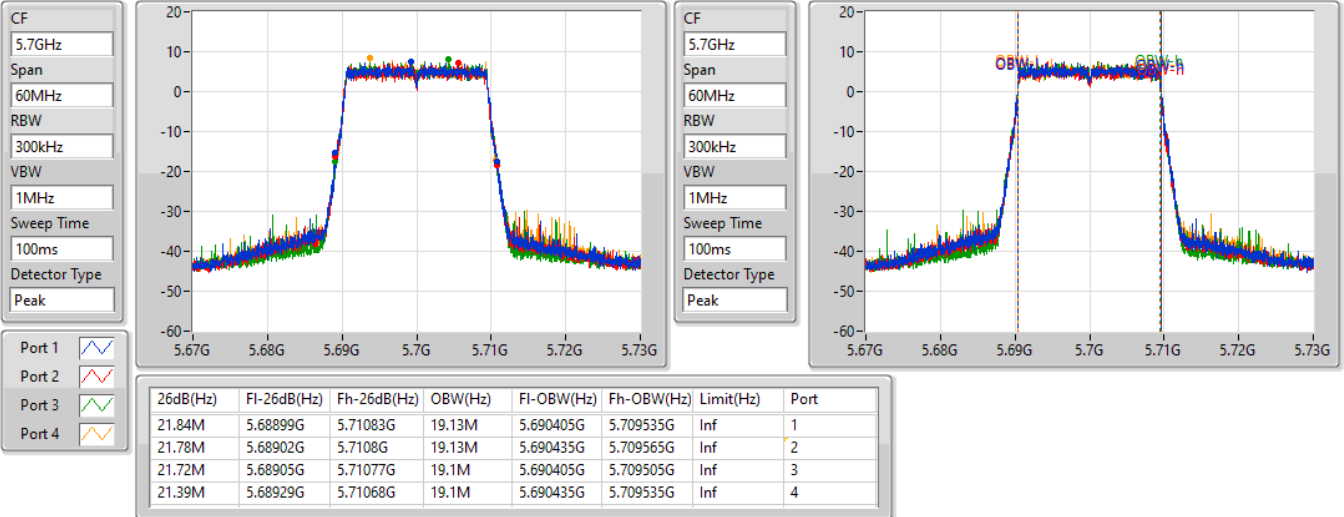 CF
5.7GHz
Span
60MHz
RBW
300kHz
VBW
1MHz
Sweep Time
100ms
Detector Type
Peak
20
10
0
-10
-20
-30
-40
-50
-60
5.67G 5.68G 5.69G 5.7G 5.71G 5.72G 5.73G
CF
5.7GHz
Span
60MHz
RBW
300kHz
VBW
1MHz
Sweep Time
100ms
Detector Type
Peak
20
10
0
-10
-20
-30
-40
-50
-60
5.67G 5.68G 5.69G 5.7G 5.71G 5.72G 5.73G
Port 1
Port 2
Port 3
Port 4
26dB(Hz) Fl-26dB(Hz) Fh-26dB(Hz) OBW(Hz) Fl-OBW(Hz) Fh-OBW(Hz) Limit(Hz) Port
21.84M 5.68899G 5.71083G 19.13M 5.690405G 5.709535G Inf 1
21.78M 5.68902G 5.7108G 19.13M 5.690435G 5.709565G Inf 2
21.72M 5.68905G 5.71077G 19.1M 5.690405G 5.709505G Inf 3
21.39M 5.68929G 5.71068G 19.1M 5.690435G 5.709535G Inf 4